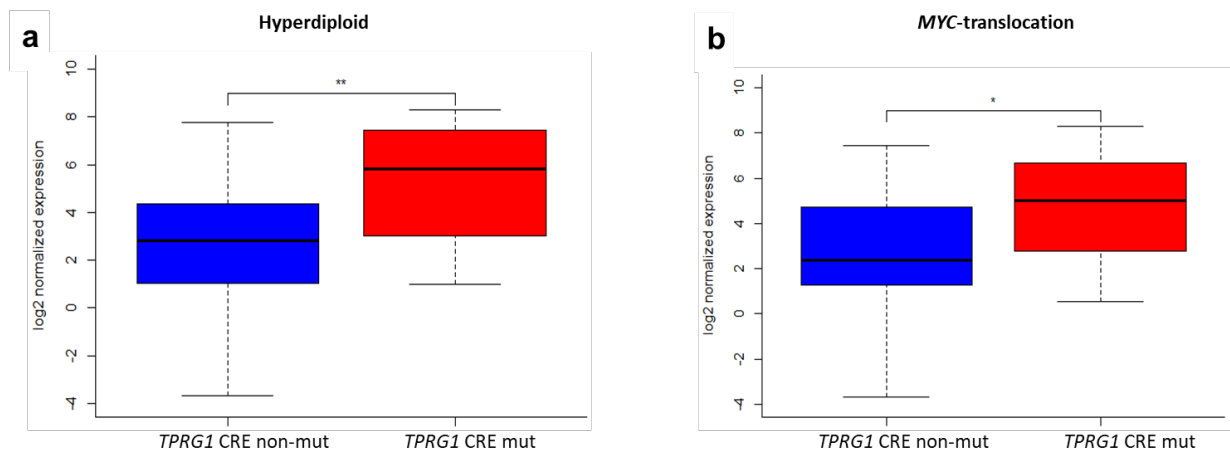 a
Hyperdiploid
log2 normalized expression
10
8
6
4
2
0
-2
-4
**
TPRG1 CRE non-mut
TPRG1 CRE mut
b
MYC-translocation
log2 normalized expression
10
8
6
4
2
0
-2
-4
*
TPRG1 CRE non-mut
TPRG1 CRE mut